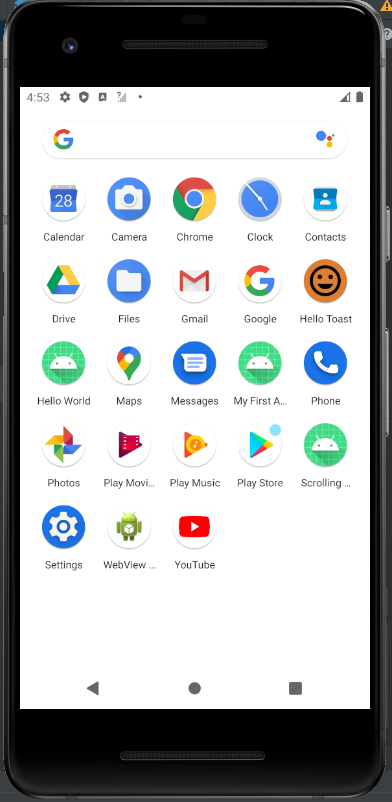 4:53
Calendar Camera Chrome Clock Contacts
Drive Files Gmail Google Hello Toast
Hello World Maps Messages My First A... Phone
Photos Play Movi... Play Music Play Store Scrolling ...
Settings WebView ... YouTube
28